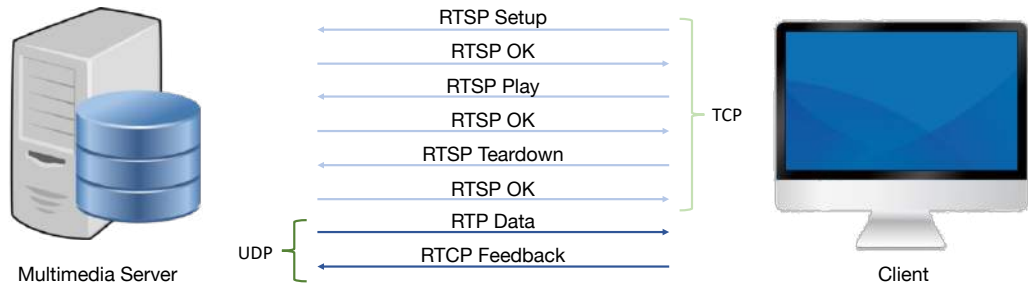 RTSP Setup
RTSP OK
RTSP Play
RTSP OK
TCP
RTSP Teardown
RTSP OK
RTP Data
UDP
RTCP Feedback
Multimedia Server
Client